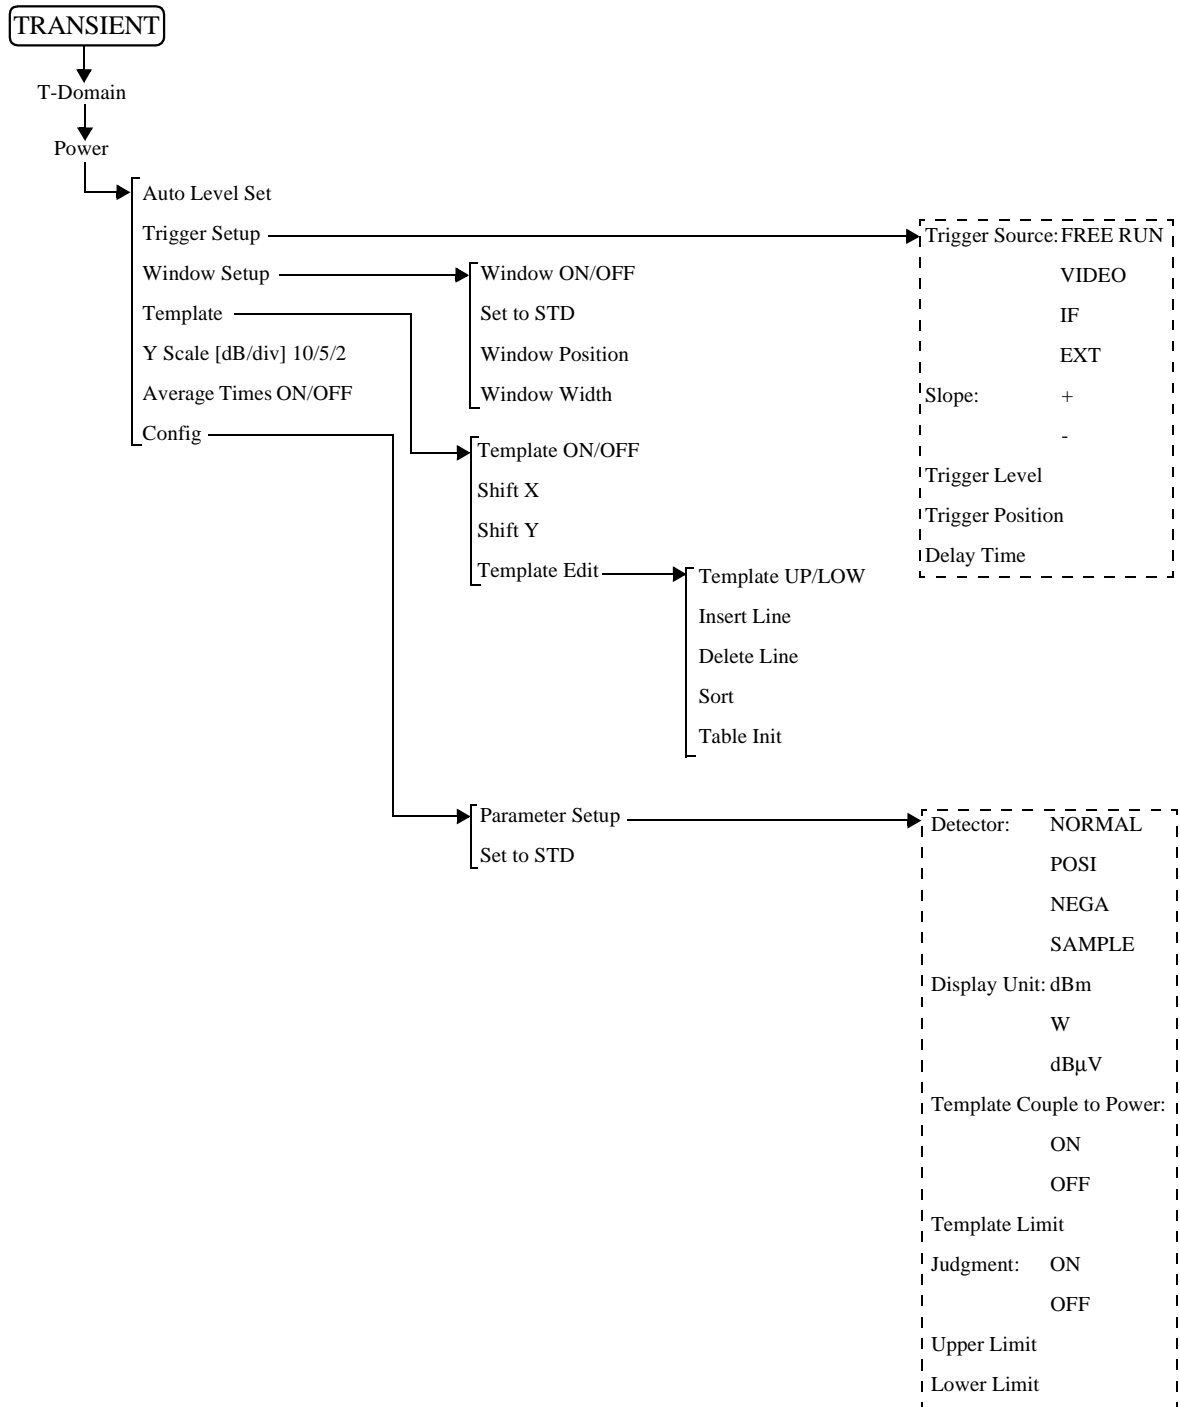 TRANSIENT
T-Domain
Power
Auto Level Set
Trigger Setup
Window Setup
Template
Y Scale [dB/div] 10/5/2
Average Times ON/OFF
Config
Window ON/OFF
Set to STD
Window Position
Window Width
Template ON/OFF
Shift X
Shift Y
Template Edit
Template UP/LOW
Insert Line
Delete Line
Sort
Table Init
Trigger Source: FREE RUN
VIDEO
IF
EXT
Slope: +
-
Trigger Level
Trigger Position
Delay Time
Parameter Setup
Set to STD
Detector: NORMAL
POSI
NEGA
SAMPLE
Display Unit: dBm
W
dBµV
Template Couple to Power:
ON
OFF
Template Limit
Judgment: ON
OFF
Upper Limit
Lower Limit